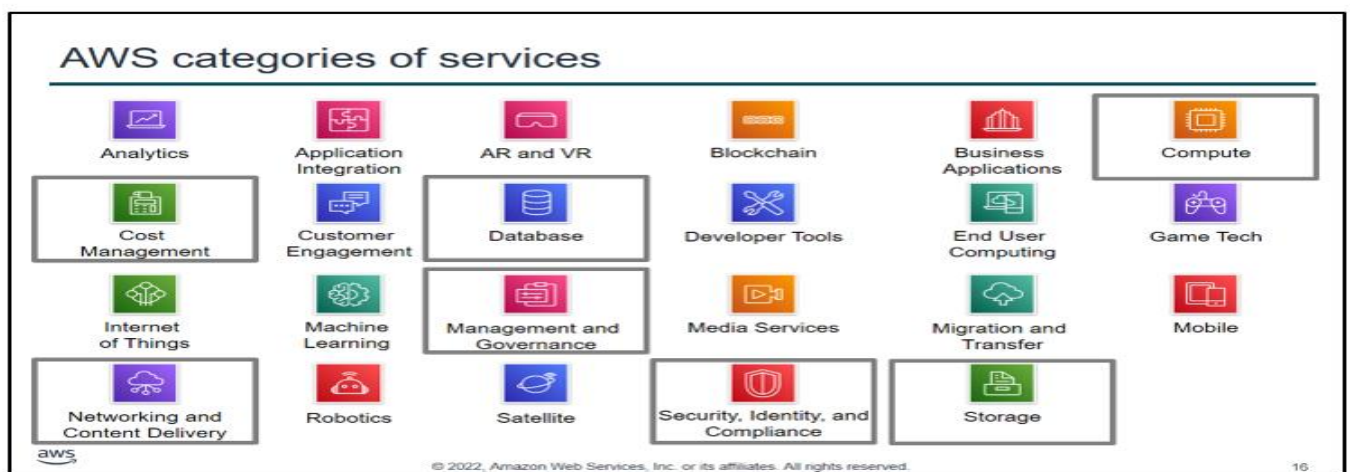 AWS categories of services
Analytics
Application
Integration
AR and VR
Blockchain
Business
Applications
Compute
Cost
Management
Customer
Engagement
Database
Developer Tools
End User
Computing
Game Tech
Internet
of Things
Machine
Learning
Management and
Governance
Media Services
Migration and
Transfer
Mobile
Networking and
Content Delivery
Robotics
Satellite
Security, Identity, and
Compliance
Storage
aws
© 2022, Amazon Web Services, Inc. or its affiliates. All rights reserved.
16